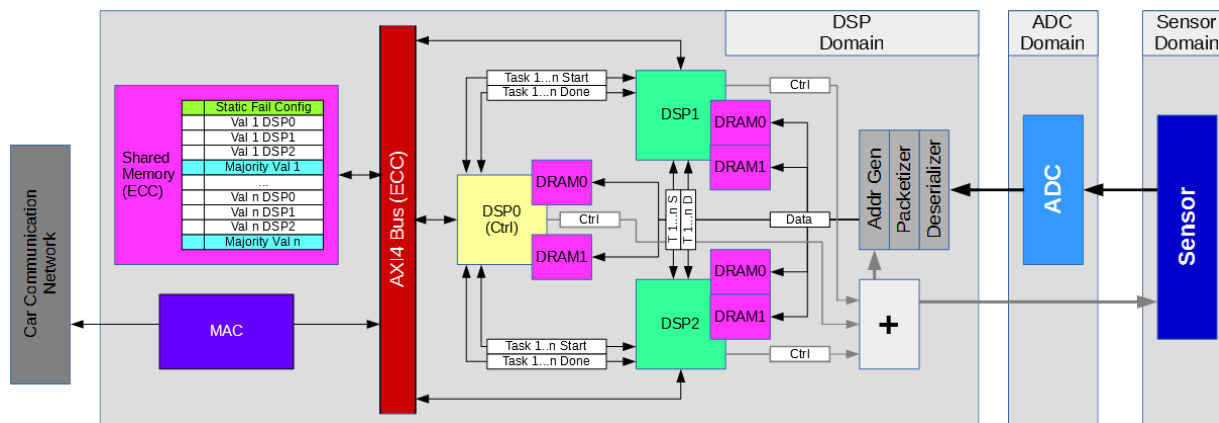 DSP
Domain
ADC
Domain
Sensor
Domain
Car Communication
Network
Shared
Memory
(ECC)
Static Fail Config
Val 1 DSP0
Val 1 DSP1
Val 1 DSP2
Majority Val 1
...
Val n DSP0
Val n DSP1
Val n DSP2
Majority Val n
MAC
AXI4 Bus (ECC)
Task 1...n Start
Task 1...n Done
DSP0
(Ctrl)
DRAM0
DRAM1
Ctrl
Task 1..n Start
Task 1...n Done
DSP1
DRAM0
DRAM1
Ctrl
T 1...n S
T 1...n D
Data
DSP2
DRAM0
DRAM1
Ctrl
Addr Gen
Packetizer
Deserializer
+
ADC
Sensor